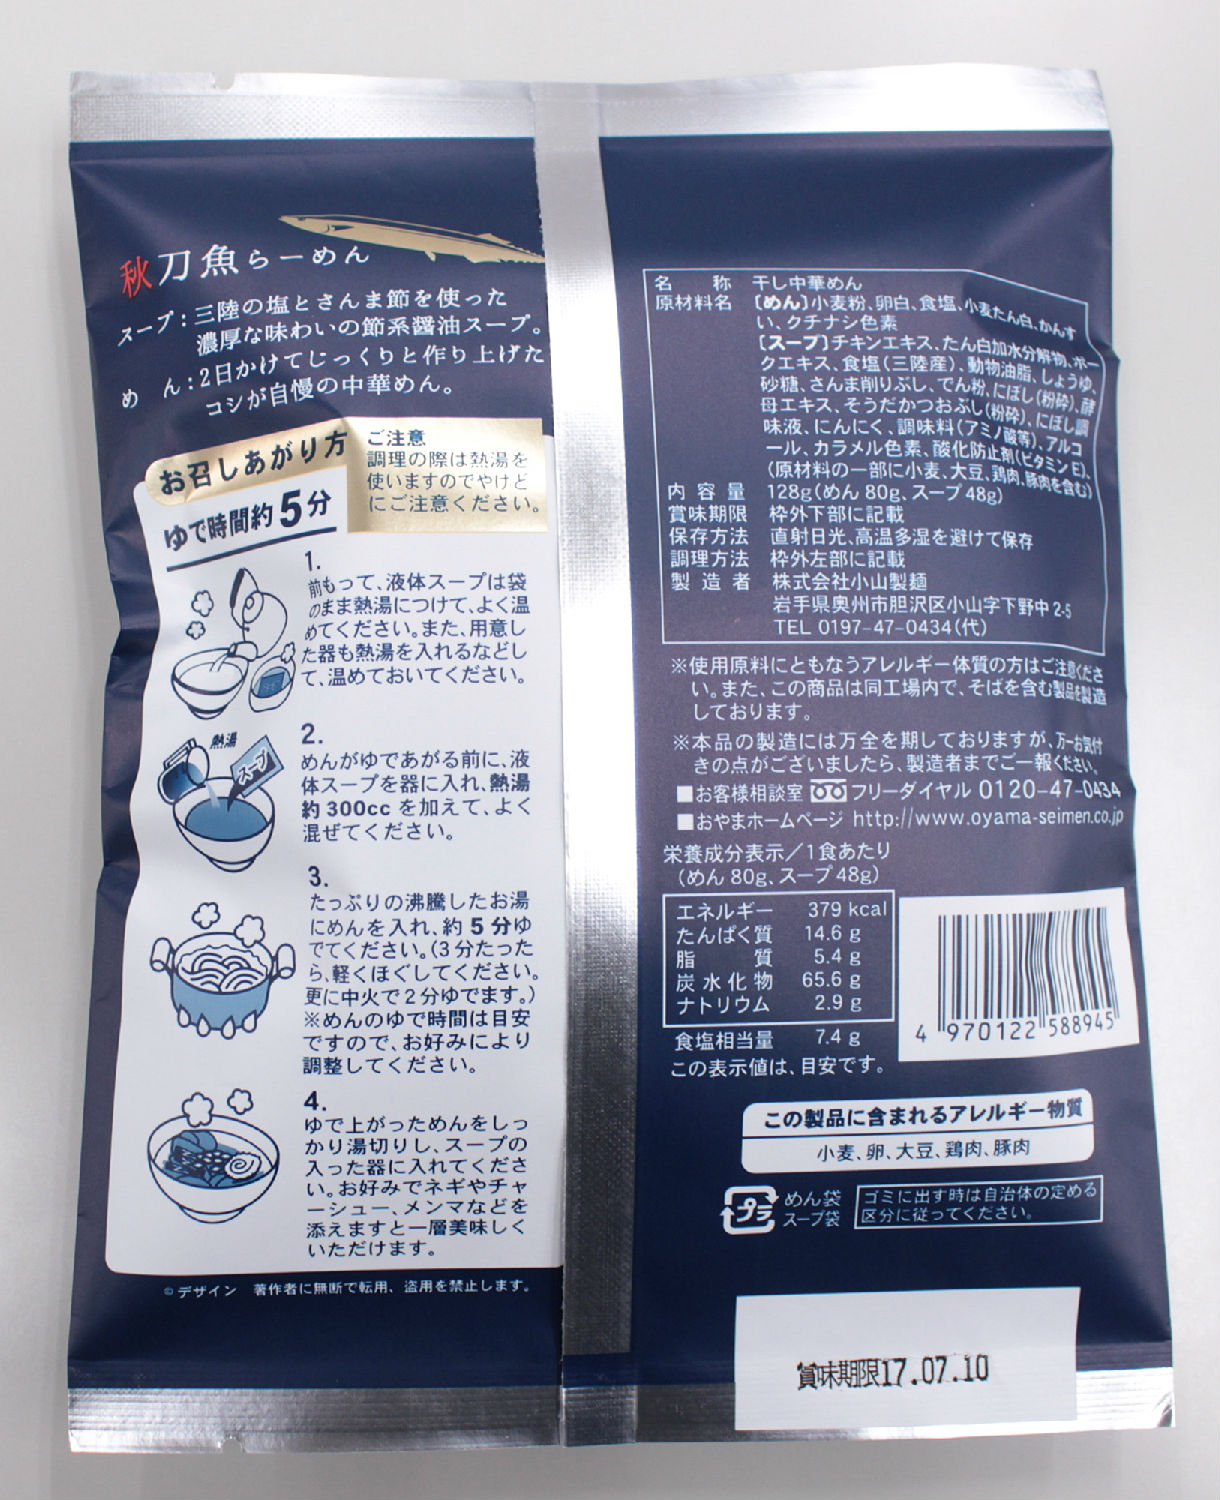 秋刀魚らーめん
スープ：三陸の塩とさんま節を使った
濃厚な味わいの節系醤油スープ。
めん：2日かけてじっくりと作り上げた
コシが自慢の中華めん。
お召しあがり方
ゆで時間約5分
ご注意
調理の際は熱湯を
使いますのでやけど
にご注意ください。
1.
前もって、液体スープは袋
のまま熱湯につけて、よく温
めてください。また、用意し
た器も熱湯を入れるなどし
て、温めておいてください。
熱湯
スープ
2.
めんがゆであがる前に、液
体スープを器に入れ、熱湯
約300ccを加えて、よく
混ぜてください。
3.
たっぷりの沸騰したお湯
にめんを入れ、約5分ゆ
でてください。（3分たった
ら、軽くほぐしてください。
更に中火で2分ゆでます。）
※めんのゆで時間は目安
ですので、お好みにより
調整してください。
4.
ゆで上がっためんをしっ
かり湯切りし、スープの
入った器に入れてくださ
い。お好みでネギやチャ
ーシュー、メンマなどを
添えますと一層美味しく
いただけます。
©デザイン 著作者に無断で転用、盗用を禁止します。
名称 干し中華めん
原材料名 〔めん〕小麦粉、卵白、食塩、小麦たん白、かんす
い、クチナシ色素
〔スープ〕チキンエキス、たん白加水分解物、ポー
クエキス、食塩（三陸産）、動物油脂、しょうゆ、
砂糖、さんま削りぶし、でん粉、にぼし（粉砕）、酵
母エキス、そうだかつおぶし（粉砕）、にぼし調
味液、にんにく、調味料（アミノ酸等）、アルコ
ール、カラメル色素、酸化防止剤（ビタミンE）、
（原材料の一部に小麦、大豆、鶏肉、豚肉を含む）
内容量 128g（めん80g、スープ48g）
賞味期限 枠外下部に記載
保存方法 直射日光、高温多湿を避けて保存
調理方法 枠外左部に記載
製造者 株式会社小山製麺
岩手県奥州市胆沢区小山字下野中2-5
TEL 0197-47-0434（代）
※使用原料にともなうアレルギー体質の方はご注意くださ
い。また、この商品は同工場内で、そばを含む製品を製造
しております。
※本品の製造には万全を期しておりますが、万一お気付
きの点がございましたら、製造者までご一報ください。
■お客様相談室 フリーダイヤル 0120-47-0434
■おやまホームページ http://www.oyama-seimen.co.jp
栄養成分表示／1食あたり
（めん80g、スープ48g）
エネルギー 379 kcal
たんぱく質 14.6 g
脂質 5.4 g
炭水化物 65.6 g
ナトリウム 2.9 g
食塩相当量 7.4 g
この表示値は、目安です。
4 970122 588945
この製品に含まれるアレルギー物質
小麦、卵、大豆、鶏肉、豚肉
プラ
めん袋
スープ袋
ゴミに出す時は自治体の定める
区分に従ってください。
賞味期限17.07.10